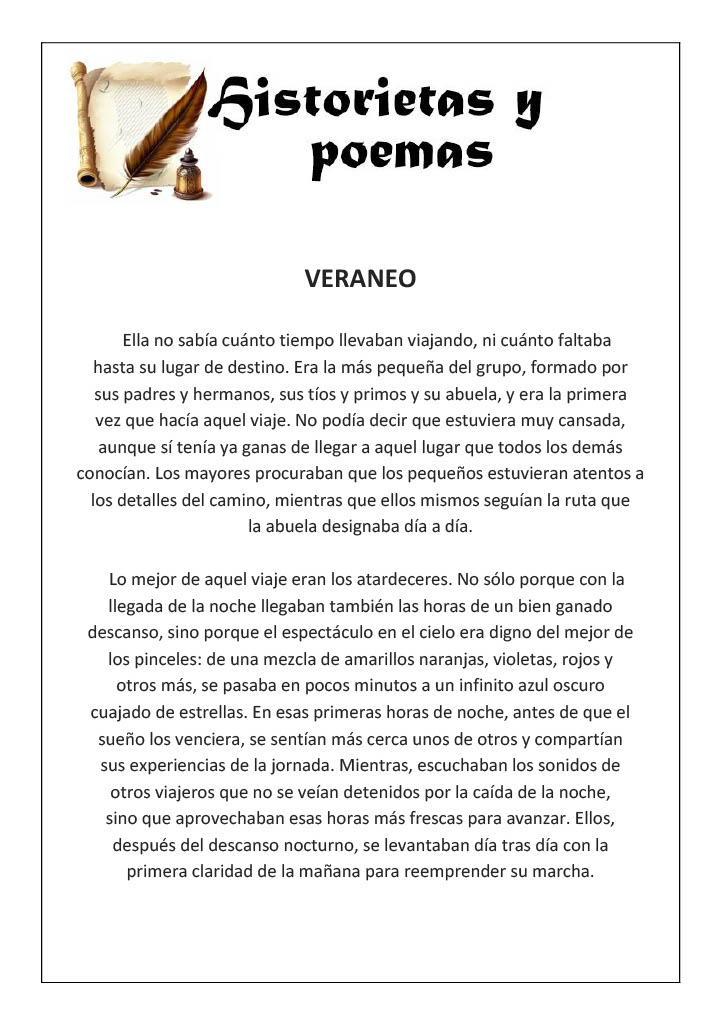 Historietas y
poemas
VERANEO
Ella no sabía cuánto tiempo llevaban viajando, ni cuánto faltaba
hasta su lugar de destino. Era la más pequeña del grupo, formado por
sus padres y hermanos, sus tíos y primos y su abuela, y era la primera
vez que hacía aquel viaje. No podía decir que estuviera muy cansada,
aunque sí tenía ya ganas de llegar a aquel lugar que todos los demás
conocían. Los mayores procuraban que los pequeños estuvieran atentos a
los detalles del camino, mientras que ellos mismos seguían la ruta que
la abuela designaba día a día.
Lo mejor de aquel viaje eran los atardeceres. No sólo porque con la
llegada de la noche llegaban también las horas de un bien ganado
descanso, sino porque el espectáculo en el cielo era digno del mejor de
los pinceles: de una mezcla de amarillos naranjas, violetas, rojos y
otros más, se pasaba en pocos minutos a un infinito azul oscuro
cuajado de estrellas. En esas primeras horas de noche, antes de que el
sueño los venciera, se sentían más cerca unos de otros y compartían
sus experiencias de la jornada. Mientras, escuchaban los sonidos de
otros viajeros que no se veían detenidos por la caída de la noche,
sino que aprovechaban esas horas más frescas para avanzar. Ellos,
después del descanso nocturno, se levantaban día tras día con la
primera claridad de la mañana para reemprender su marcha.